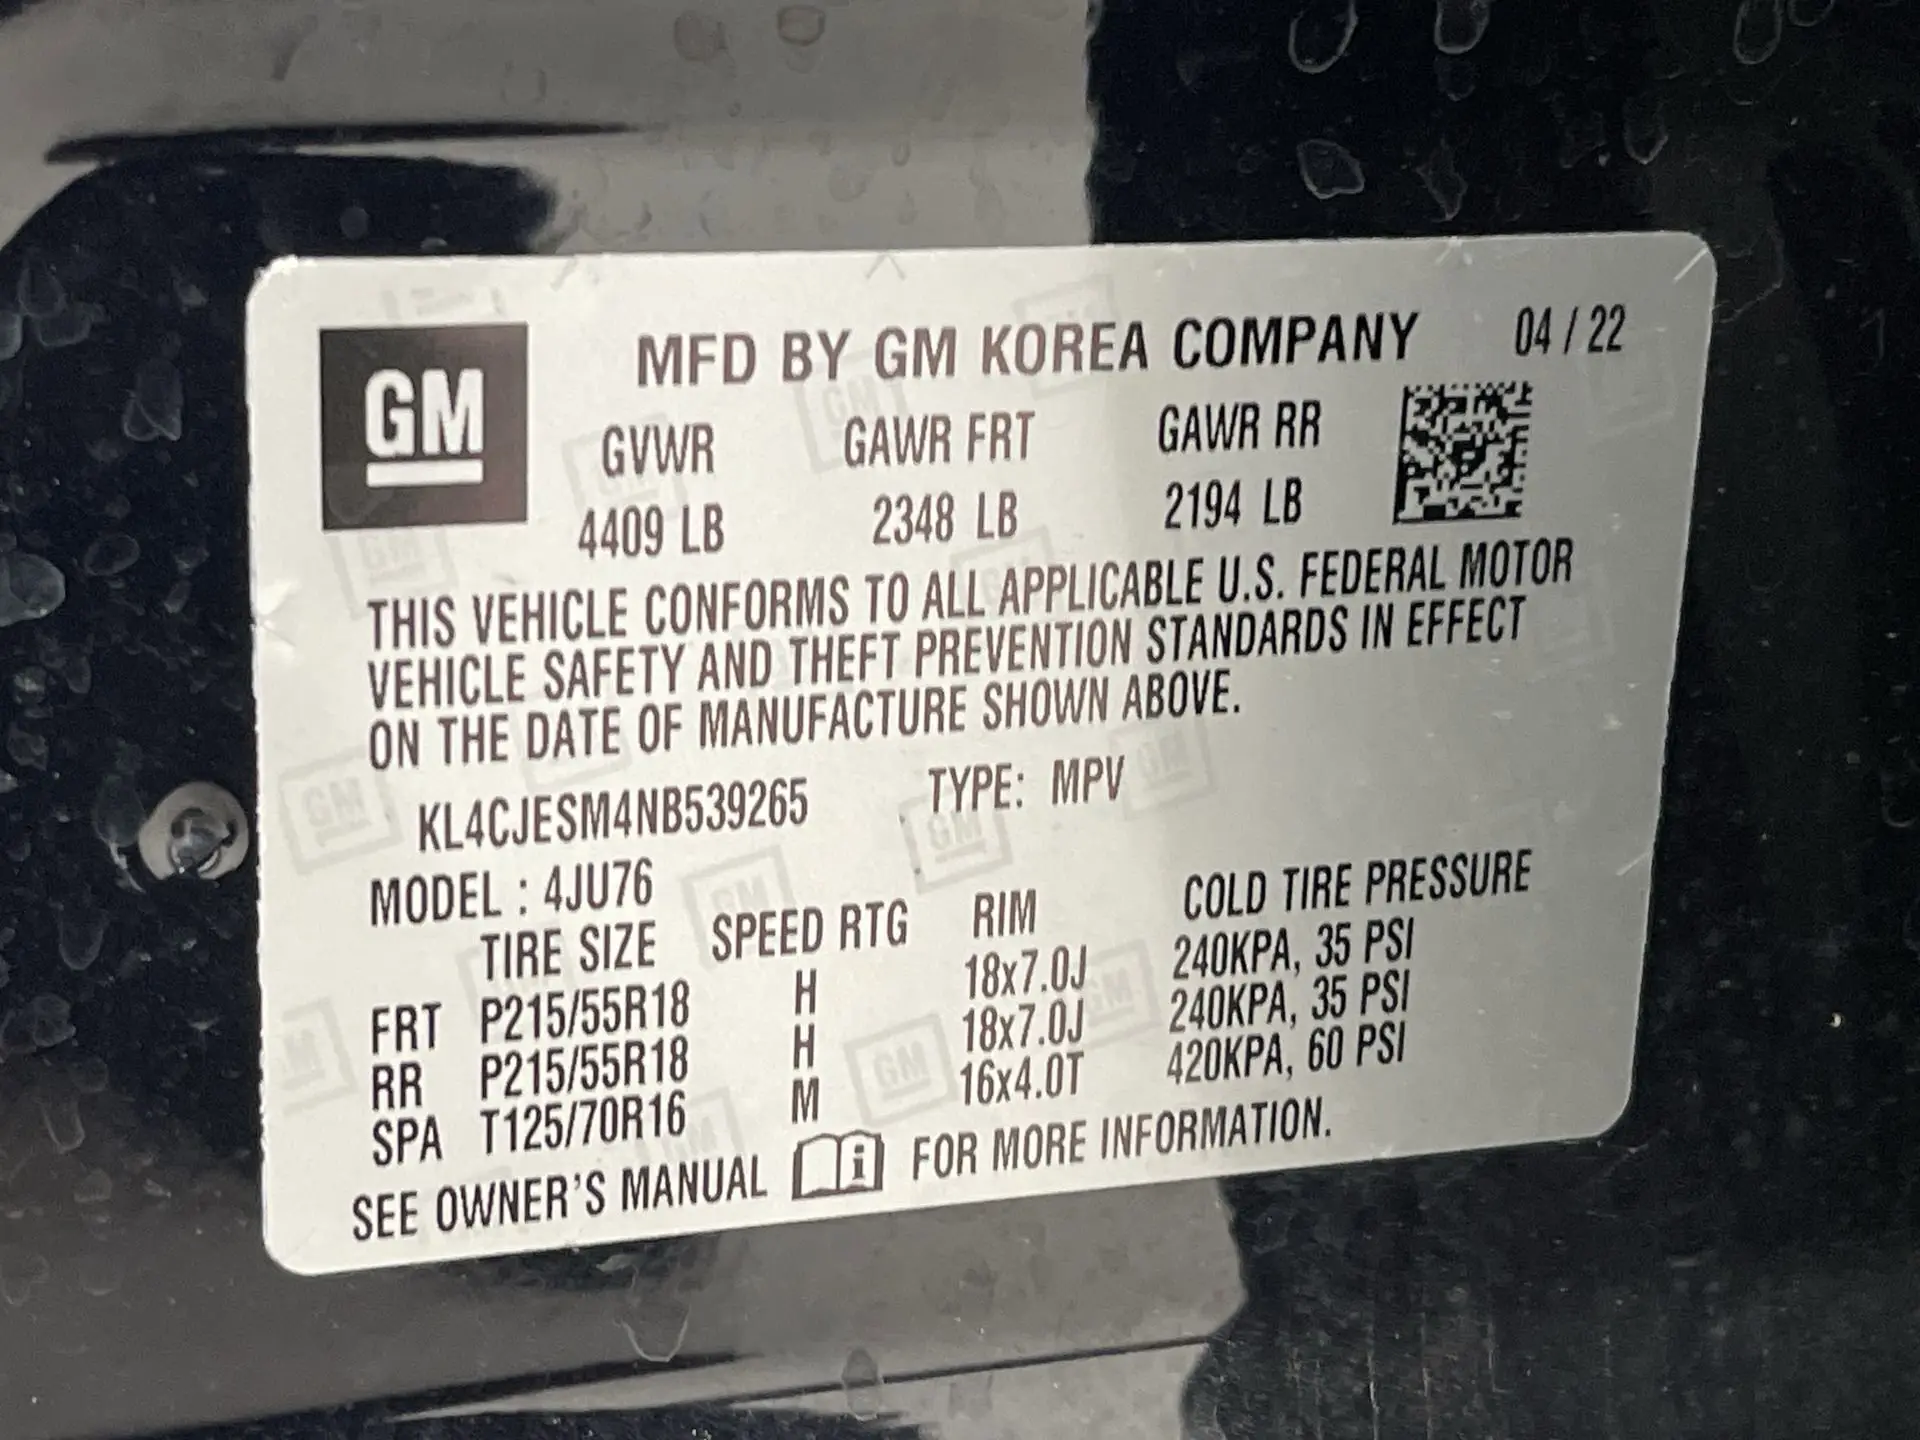 GM
MFD BY GM KOREA COMPANY 04 / 22
GVWR GAWR FRT GAWR RR
4409 LB 2348 LB 2194 LB
THIS VEHICLE CONFORMS TO ALL APPLICABLE U.S. FEDERAL MOTOR
VEHICLE SAFETY AND THEFT PREVENTION STANDARDS IN EFFECT
ON THE DATE OF MANUFACTURE SHOWN ABOVE.
KL4CJESM4NB539265 TYPE: MPV
MODEL : 4JU76
TIRE SIZE SPEED RTG RIM COLD TIRE PRESSURE
FRT P215/55R18 H 18x7.0J 240KPA, 35 PSI
RR P215/55R18 H 18x7.0J 240KPA, 35 PSI
SPA T125/70R16 M 16x4.0T 420KPA, 60 PSI
SEE OWNER'S MANUAL i FOR MORE INFORMATION.